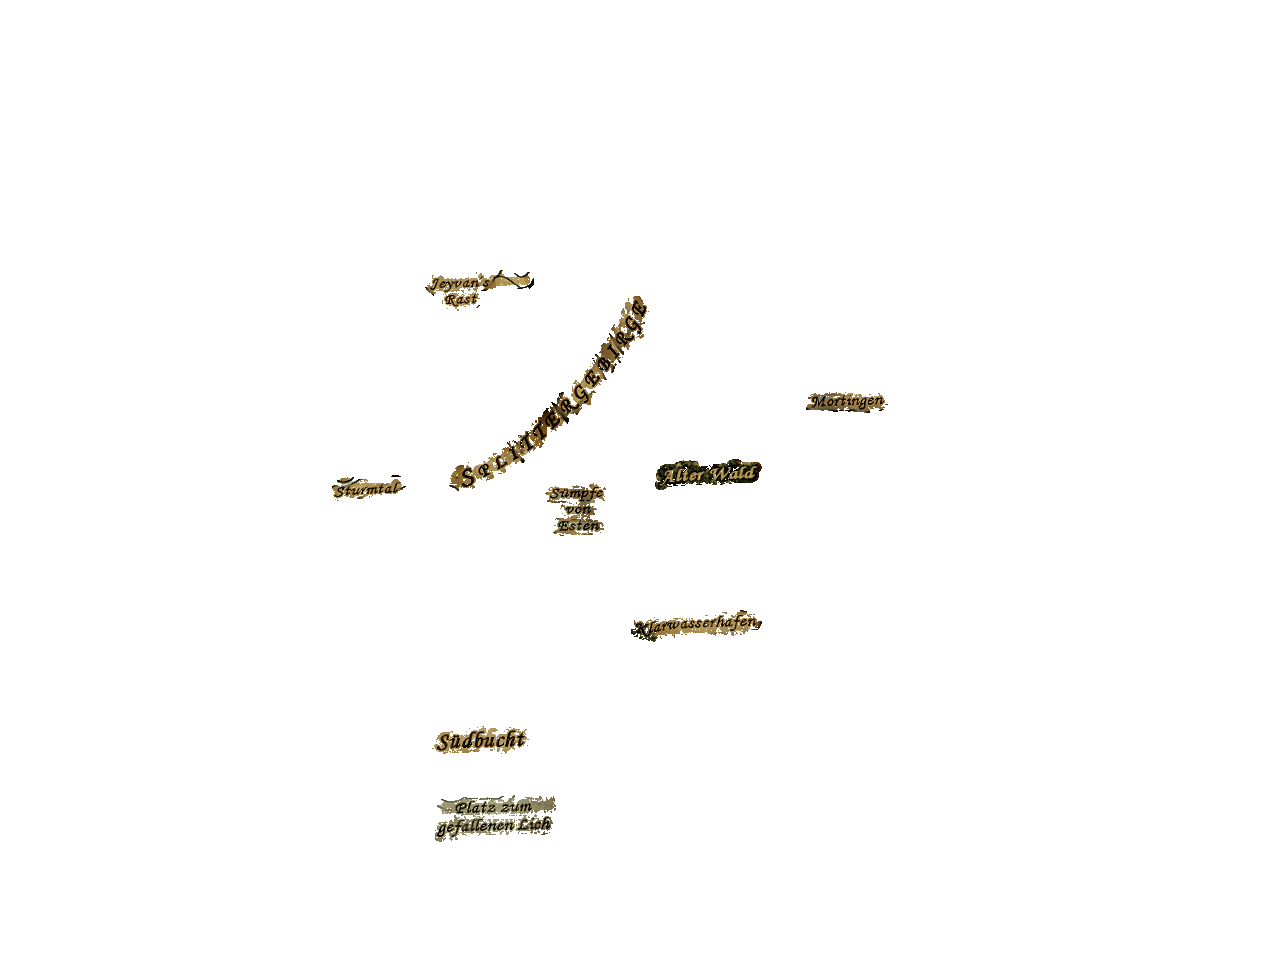 Jeyvan's
Rast
SPLITTERGEBIRGE
Mortingen
Alter Wald
Sturmtal
Sümpfe
von
Esten
Klarwasserhafen
Südbucht
Platz zum
gefallenen Lich